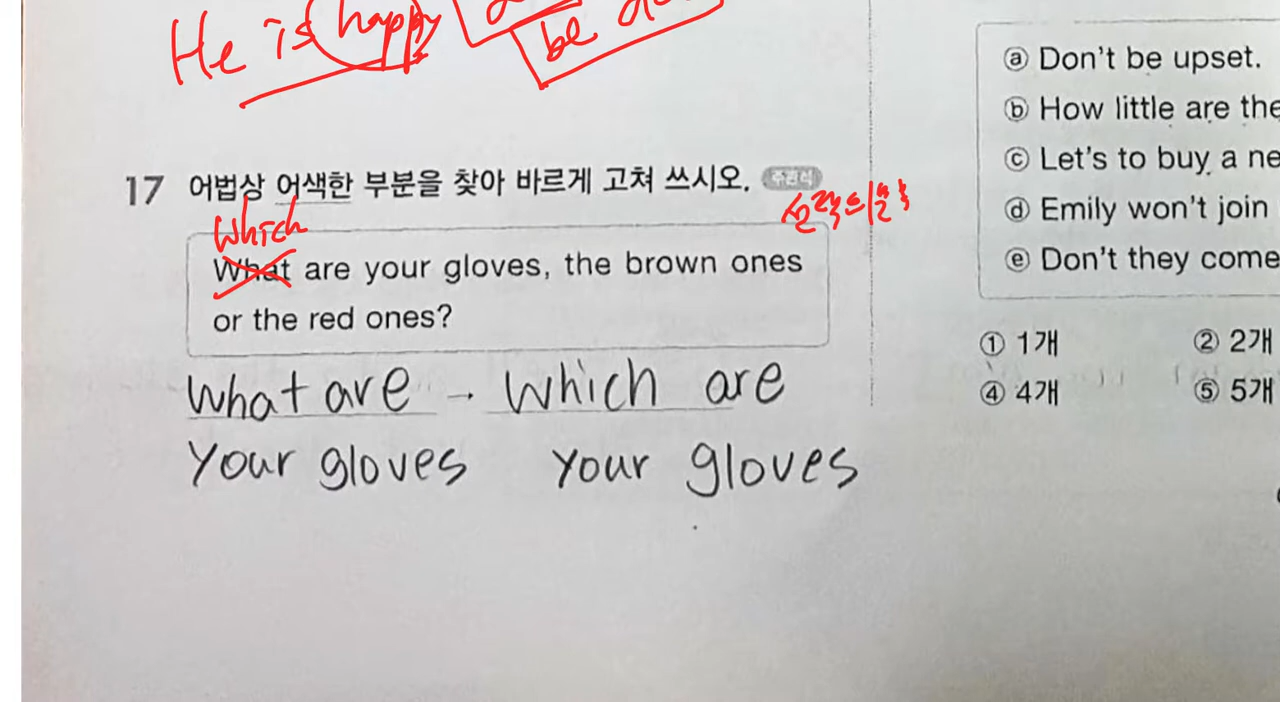 He is happy
be
17 어법상 어색한 부분을 찾아 바르게 고쳐 쓰시오. 주관식
Which
What are your gloves, the brown ones
or the red ones?
What are → Which are
Your gloves your gloves
ⓐ Don't be upset.
ⓑ How little are the
ⓒ Let's to buy a ne
ⓓ Emily won't join
ⓔ Don't they come
① 1개 ② 2개
④ 4개 ⑤ 5개